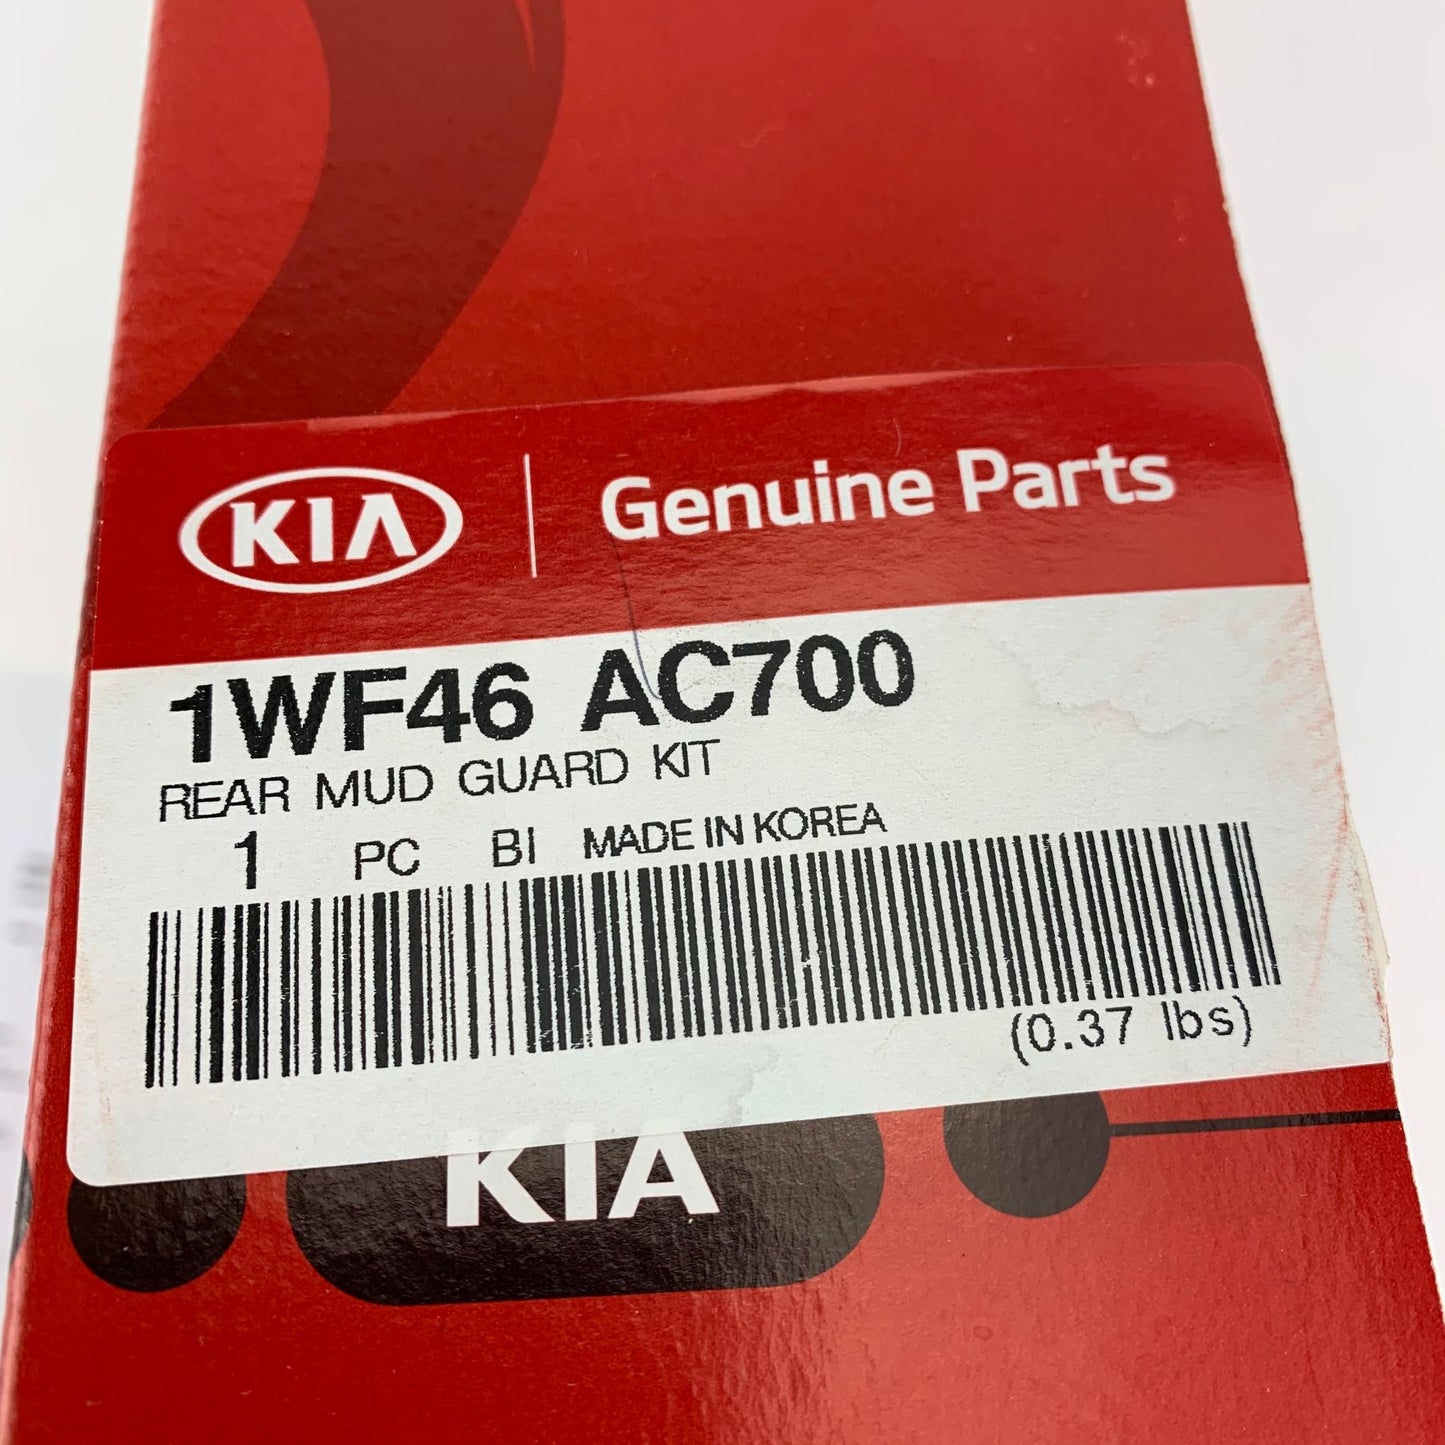 KIA Genuine Parts
1WF46 AC700
REAR MUD GUARD KIT
1 PC BI MADE IN KOREA
(0.37 lbs)
KIA